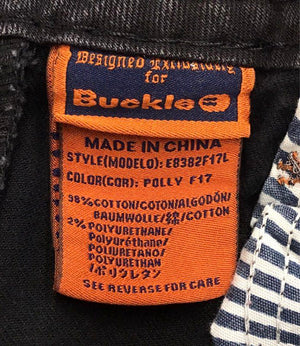 Designed Exclusively
for
Buckle
MADE IN CHINA
STYLE(MODELO): E8382F17L
COLOR(COR): POLLY F17
98%COTTON/COTON/ALGODÓN/
BAUMWOLLE/綿/COTTON
2% POLYURETHANE/
Polyuréthane/
POLIURETANO/
POLYURETHAN
ポリウレタン
SEE REVERSE FOR CARE